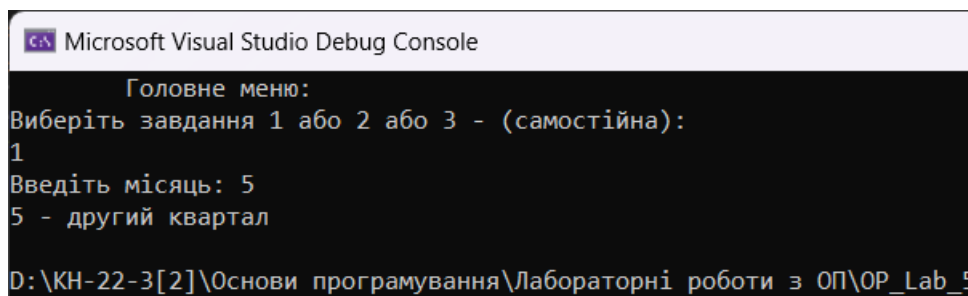 Microsoft Visual Studio Debug Console
Головне меню:
Виберіть завдання 1 або 2 або 3 - (самостійна):
1
Введіть місяць: 5
5 - другий квартал
D:\КН-22-3[2]\Основи програмування\Лабораторні роботи з ОП\OP_Lab_5